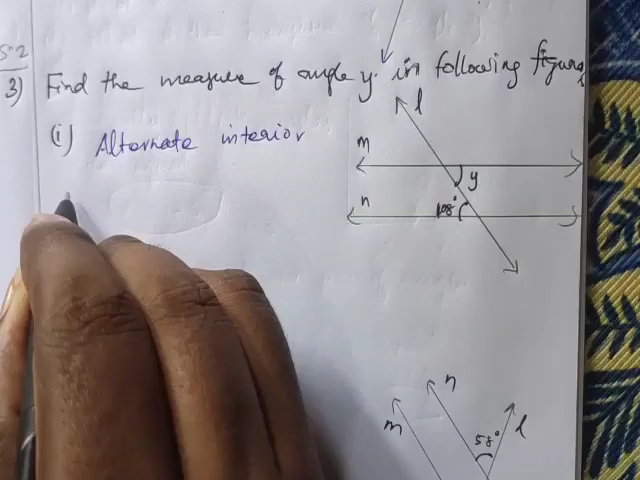 5.2
3) Find the measure of angle y. in following figures
(i) Alternate interior
l
m
y
n
108°
n
m
58°
l